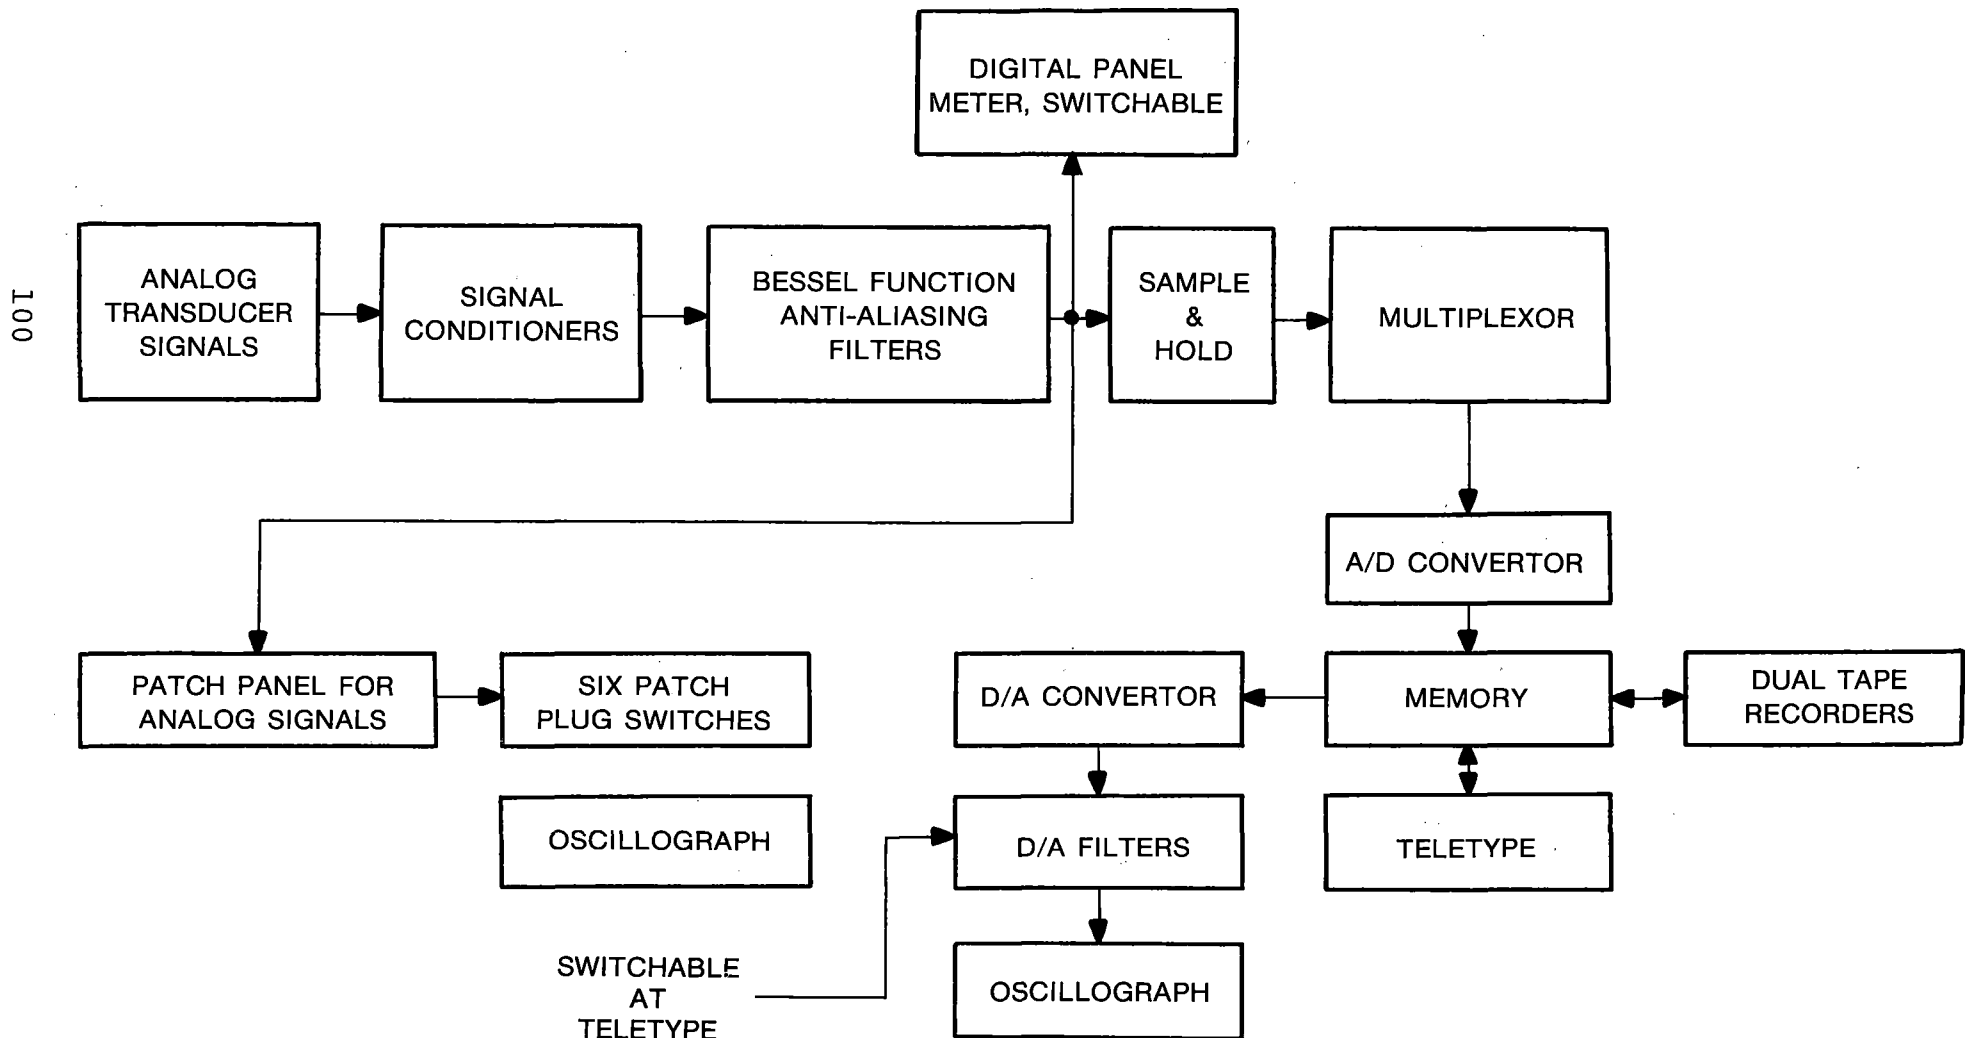 DIGITAL PANEL
METER, SWITCHABLE
100
ANALOG
TRANSDUCER
SIGNALS
SIGNAL
CONDITIONERS
BESSEL FUNCTION
ANTI-ALIASING
FILTERS
SAMPLE
&
HOLD
MULTIPLEXOR
A/D CONVERTOR
PATCH PANEL FOR
ANALOG SIGNALS
SIX PATCH
PLUG SWITCHES
D/A CONVERTOR
MEMORY
DUAL TAPE
RECORDERS
OSCILLOGRAPH
D/A FILTERS
TELETYPE
SWITCHABLE
AT
TELETYPE
OSCILLOGRAPH